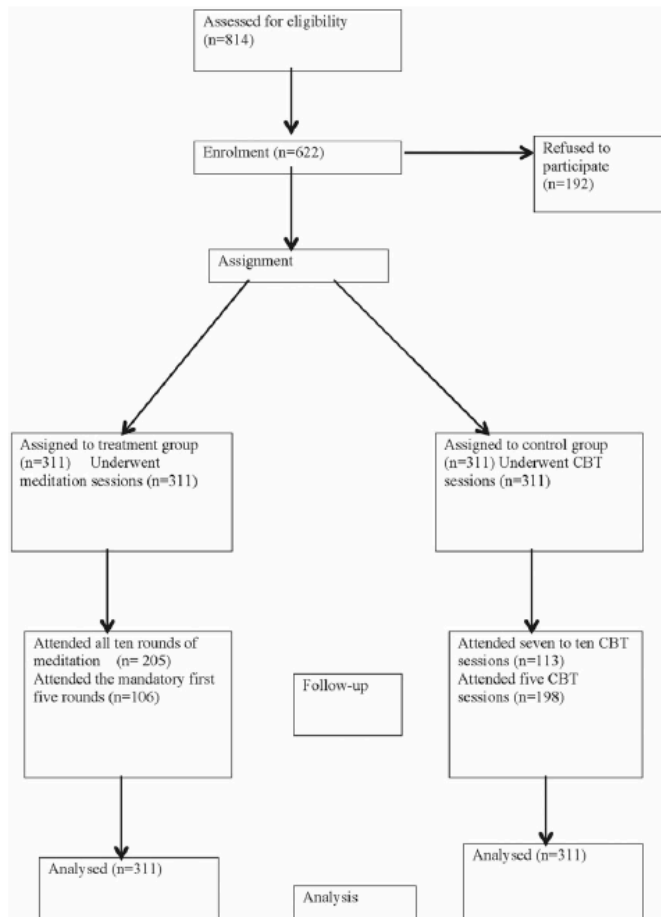 Assessed for eligibility
(n=814)
Enrolment (n=622)
Refused to
participate
(n=192)
Assignment
Assigned to treatment group
(n=311) Underwent
meditation sessions (n=311)
Assigned to control group
(n=311) Underwent CBT
sessions (n=311)
Attended all ten rounds of
meditation (n= 205)
Attended the mandatory first
five rounds (n=106)
Follow-up
Attended seven to ten CBT
sessions (n=113)
Attended five CBT
sessions (n=198)
Analysed (n=311)
Analysis
Analysed (n=311)